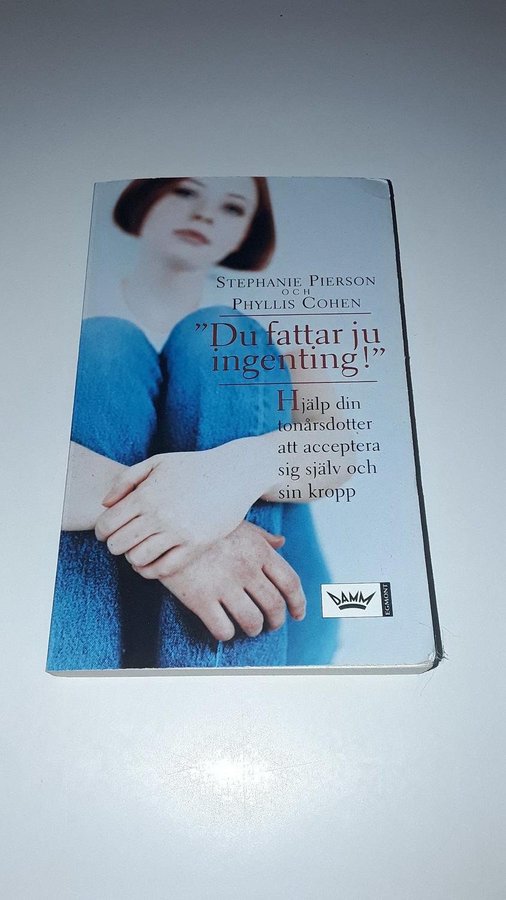 STEPHANIE PIERSON
OCH
PHYLLIS COHEN
”Du fattar ju
ingenting!”
Hjälp din
tonårsdotter
att acceptera
sig själv och
sin kropp
DAMM
EGMONT